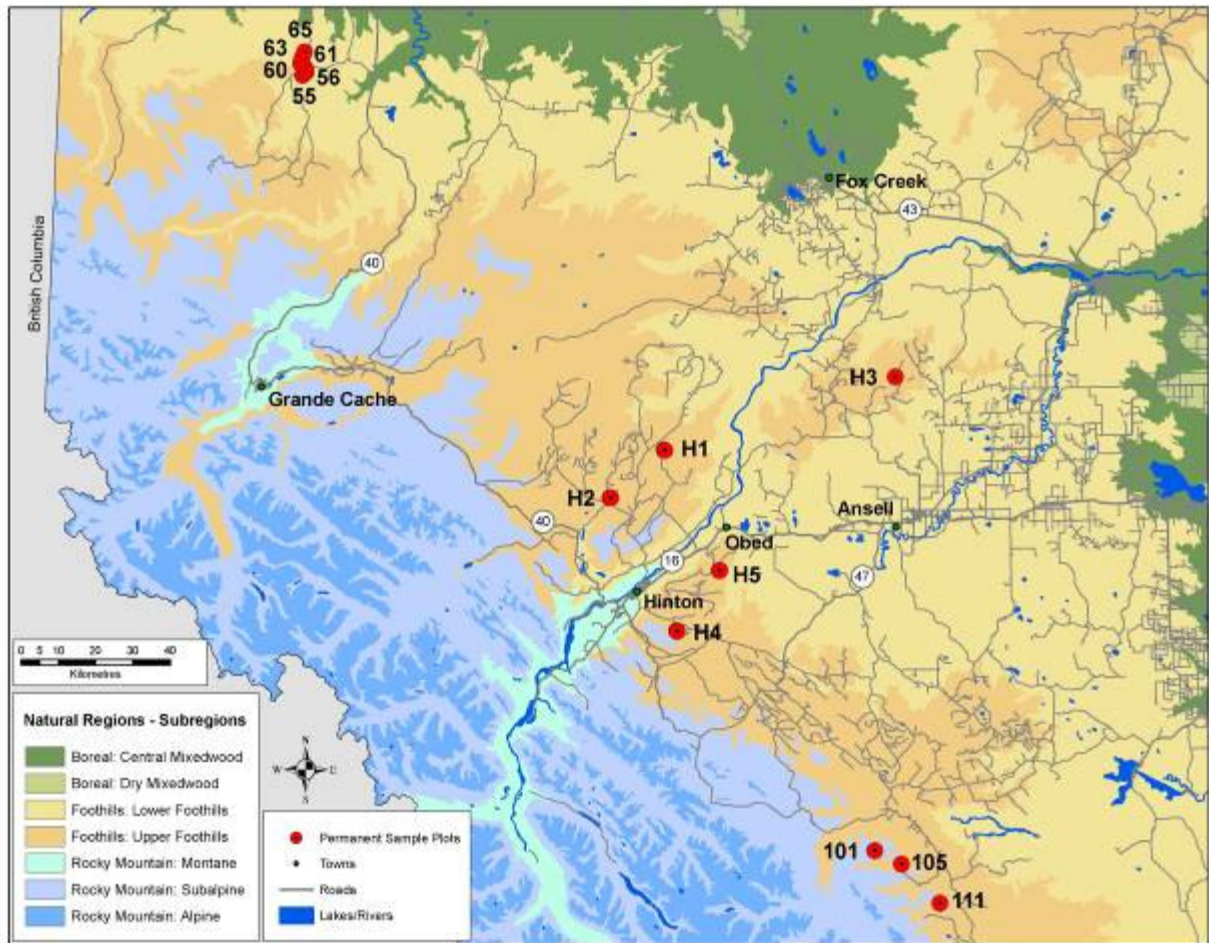 65
63
61
60
56
55
Fox Creek
43
British Columbia
40
Grande Cache
H3
H1
H2
40
Ansell
Obed
16
H5
47
Hinton
H4
0 5 10 20 30 40
Kilometres
Natural Regions - Subregions
Boreal: Central Mixedwood
Boreal: Dry Mixedwood
Foothills: Lower Foothills
Foothills: Upper Foothills
Rocky Mountain: Montane
Rocky Mountain: Subalpine
Rocky Mountain: Alpine
N
W E
S
Permanent Sample Plots
Towns
Roads
Lakes/Rivers
101
105
111